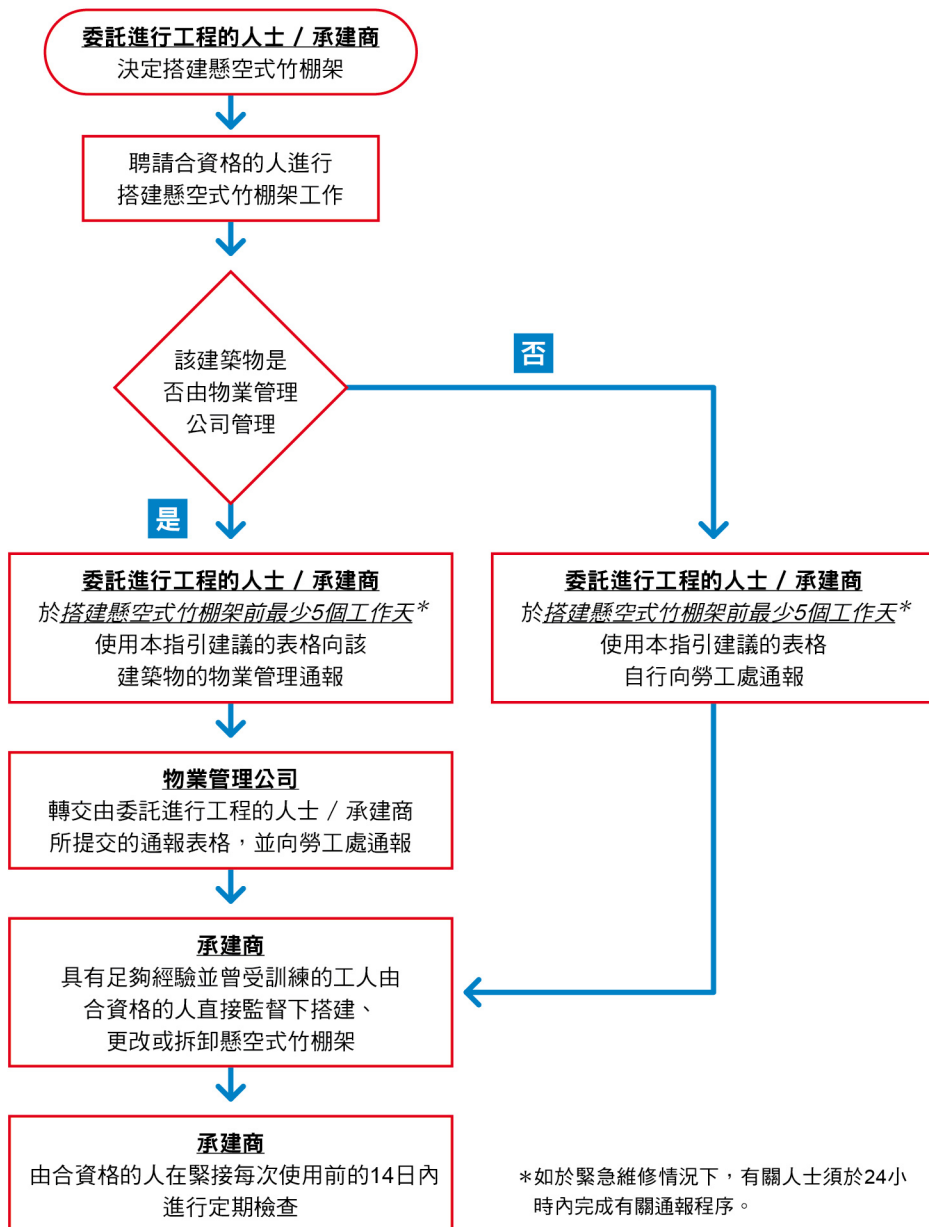 委託進行工程的人士 / 承建商
決定搭建懸空式竹棚架
聘請合資格的人進行
搭建懸空式竹棚架工作
該建築物是
否由物業管理
公司管理
否
是
委託進行工程的人士 / 承建商
於搭建懸空式竹棚架前最少5個工作天*
使用本指引建議的表格向該
建築物的物業管理通報
委託進行工程的人士 / 承建商
於搭建懸空式竹棚架前最少5個工作天*
使用本指引建議的表格
自行向勞工處通報
物業管理公司
轉交由委託進行工程的人士 / 承建商
所提交的通報表格，並向勞工處通報
承建商
具有足夠經驗並曾受訓練的工人由
合資格的人直接監督下搭建、
更改或拆卸懸空式竹棚架
承建商
由合資格的人在緊接每次使用前的14日內
進行定期檢查
*如於緊急維修情況下，有關人士須於24小
時內完成有關通報程序。